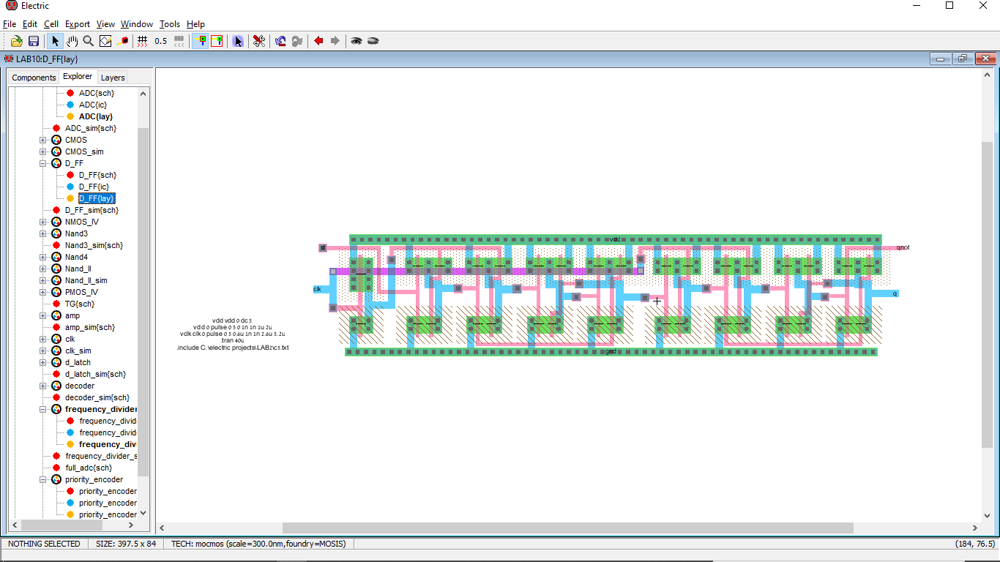 Electric
File Edit Cell Export View Window Tools Help
0.5
LAB10:D_FF{lay}
Components Explorer Layers
ADC{sch}
ADC{ic}
ADC{lay}
ADC_sim{sch}
CMOS
CMOS_sim
D_FF
D_FF{sch}
D_FF{ic}
D_FF{lay}
D_FF_sim{sch}
NMOS_IV
Nand3
Nand3_sim{sch}
Nand4
Nand_II
Nand_II_sim
PMOS_IV
TG{sch}
amp
amp_sim{sch}
clk
clk_sim
d_latch
d_latch_sim{sch}
decoder
decoder_sim{sch}
frequency_divider
frequency_divid
frequency_divid
frequency_div
frequency_divider_s
full_adc{sch}
priority_encoder
priority_encoder
priority_encoder
priority_encoder
vdd
d
qnot
clk
q
gnd
vdd vdd 0 dc 5
vd d 0 pulse 0 5 0 1n 1n 1u 2u
vclk clk 0 pulse 0 5 0.6u 1n 1n 2.6u 5.2u
.tran 40u
.include C:\electric projects\LAB2\c5.txt
NOTHING SELECTED SIZE: 397.5 x 84 TECH: mocmos (scale=300.0nm,foundry=MOSIS) (184, 76.5)